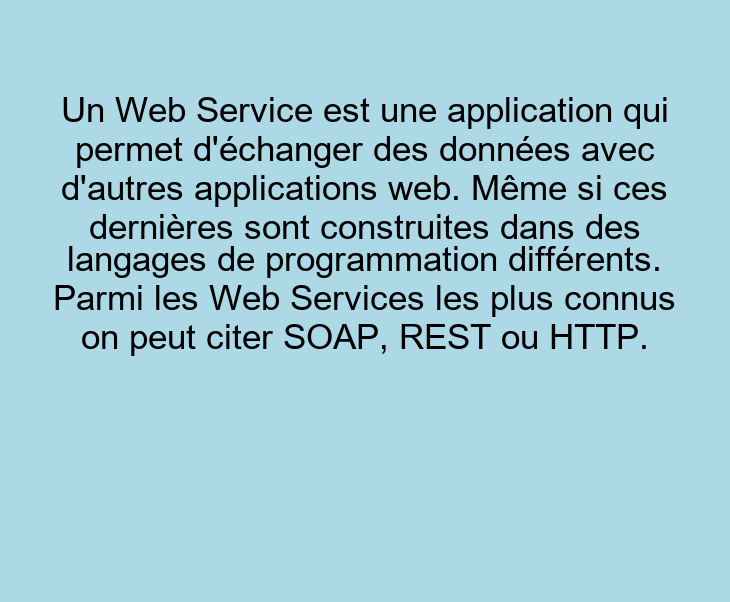 Un Web Service est une application qui
permet d'échanger des données avec
d'autres applications web. Même si ces
dernières sont construites dans des
langages de programmation différents.
Parmi les Web Services les plus connus
on peut citer SOAP, REST ou HTTP.